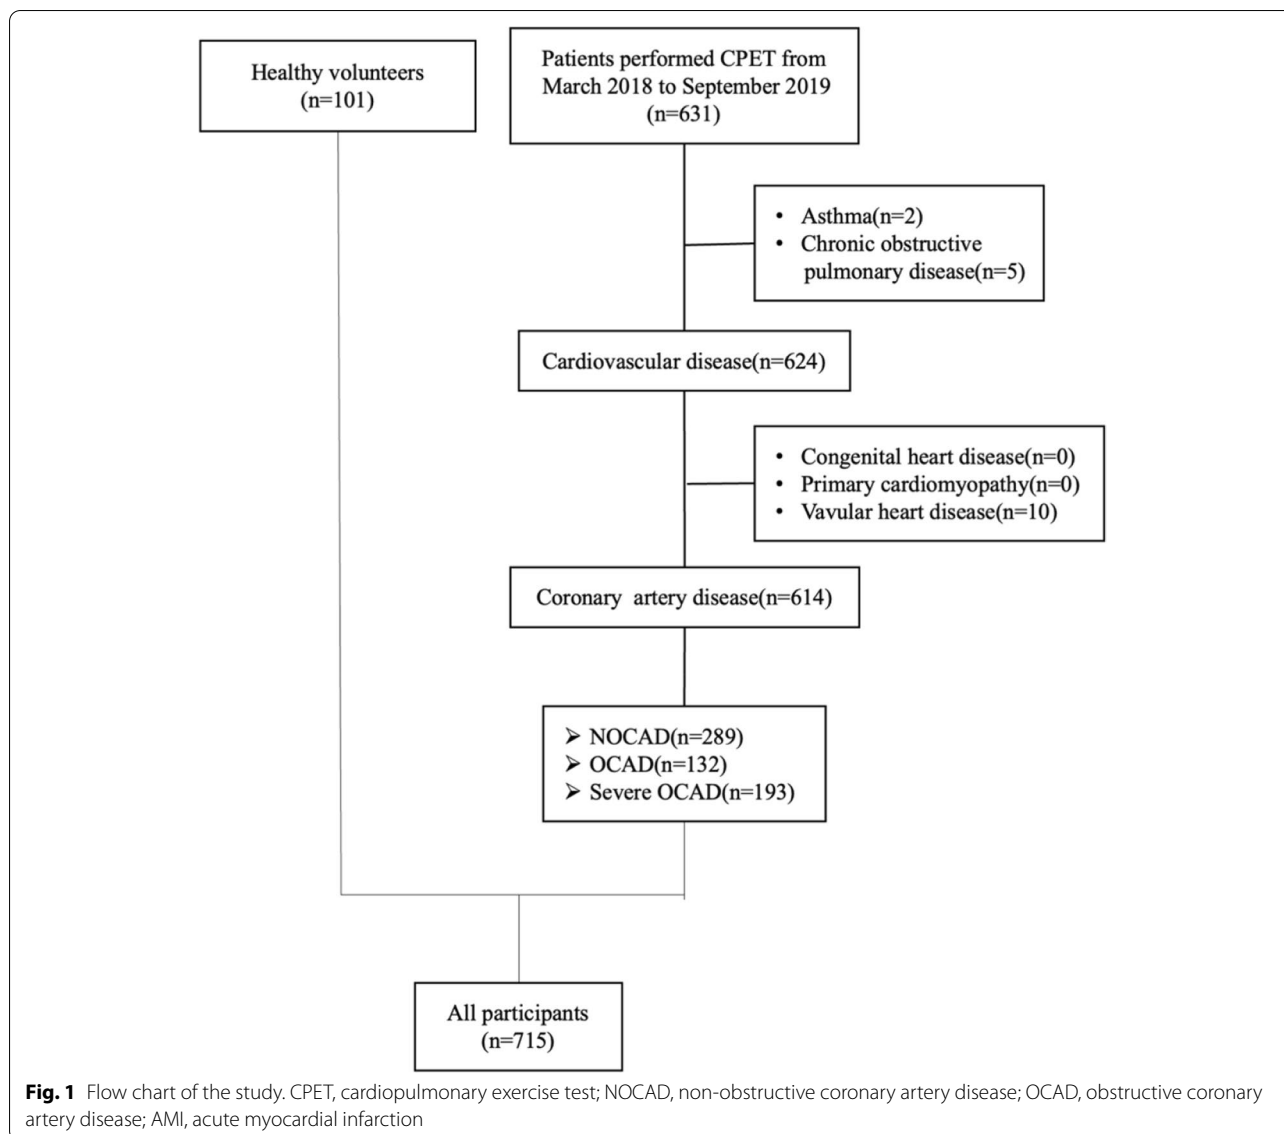 Healthy volunteers
(n=101)
Patients performed CPET from
March 2018 to September 2019
(n=631)
• Asthma(n=2)
• Chronic obstructive
pulmonary disease(n=5)
Cardiovascular disease(n=624)
• Congenital heart disease(n=0)
• Primary cardiomyopathy(n=0)
• Vavular heart disease(n=10)
Coronary artery disease(n=614)
➢ NOCAD(n=289)
➢ OCAD(n=132)
➢ Severe OCAD(n=193)
All participants
(n=715)
Fig. 1 Flow chart of the study. CPET, cardiopulmonary exercise test; NOCAD, non-obstructive coronary artery disease; OCAD, obstructive coronary
artery disease; AMI, acute myocardial infarction